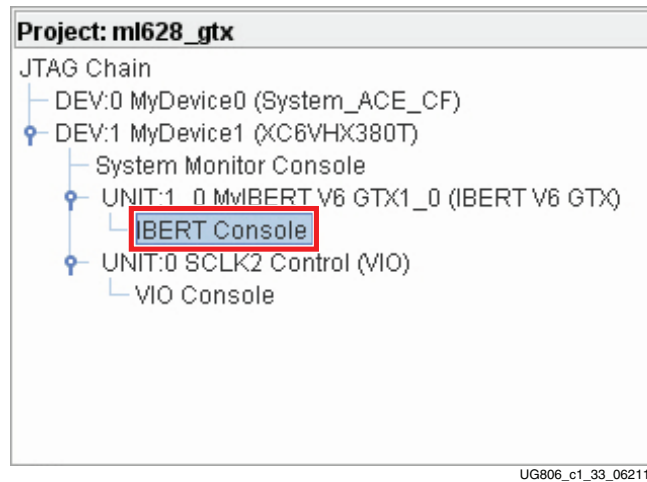 Project: ml628_gtx
JTAG Chain
DEV:0 MyDevice0 (System_ACE_CF)
DEV:1 MyDevice1 (XC6VHX380T)
System Monitor Console
UNIT:1_0 MyIBERT V6 GTX1_0 (IBERT V6 GTX)
IBERT Console
UNIT:0 SCLK2 Control (VIO)
VIO Console
UG806_c1_33_06211